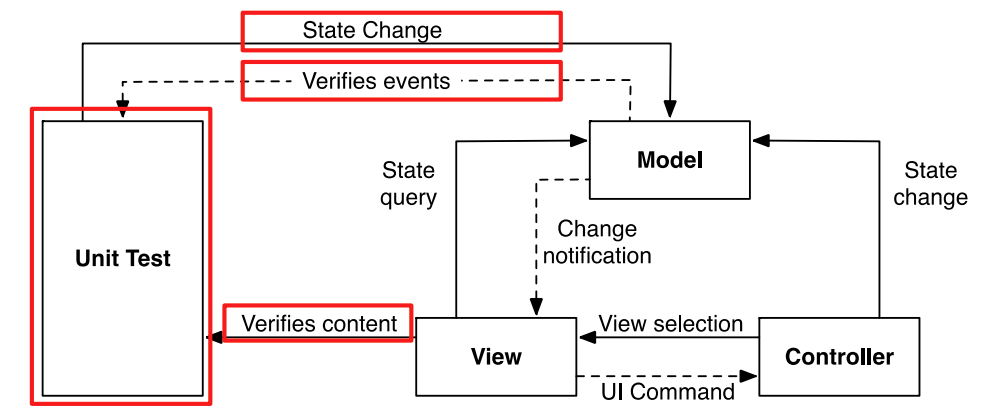 State Change
Verifies events
Model
State
query
State
change
Change
notification
Unit Test
Verifies content
View selection
View
Controller
UI Command